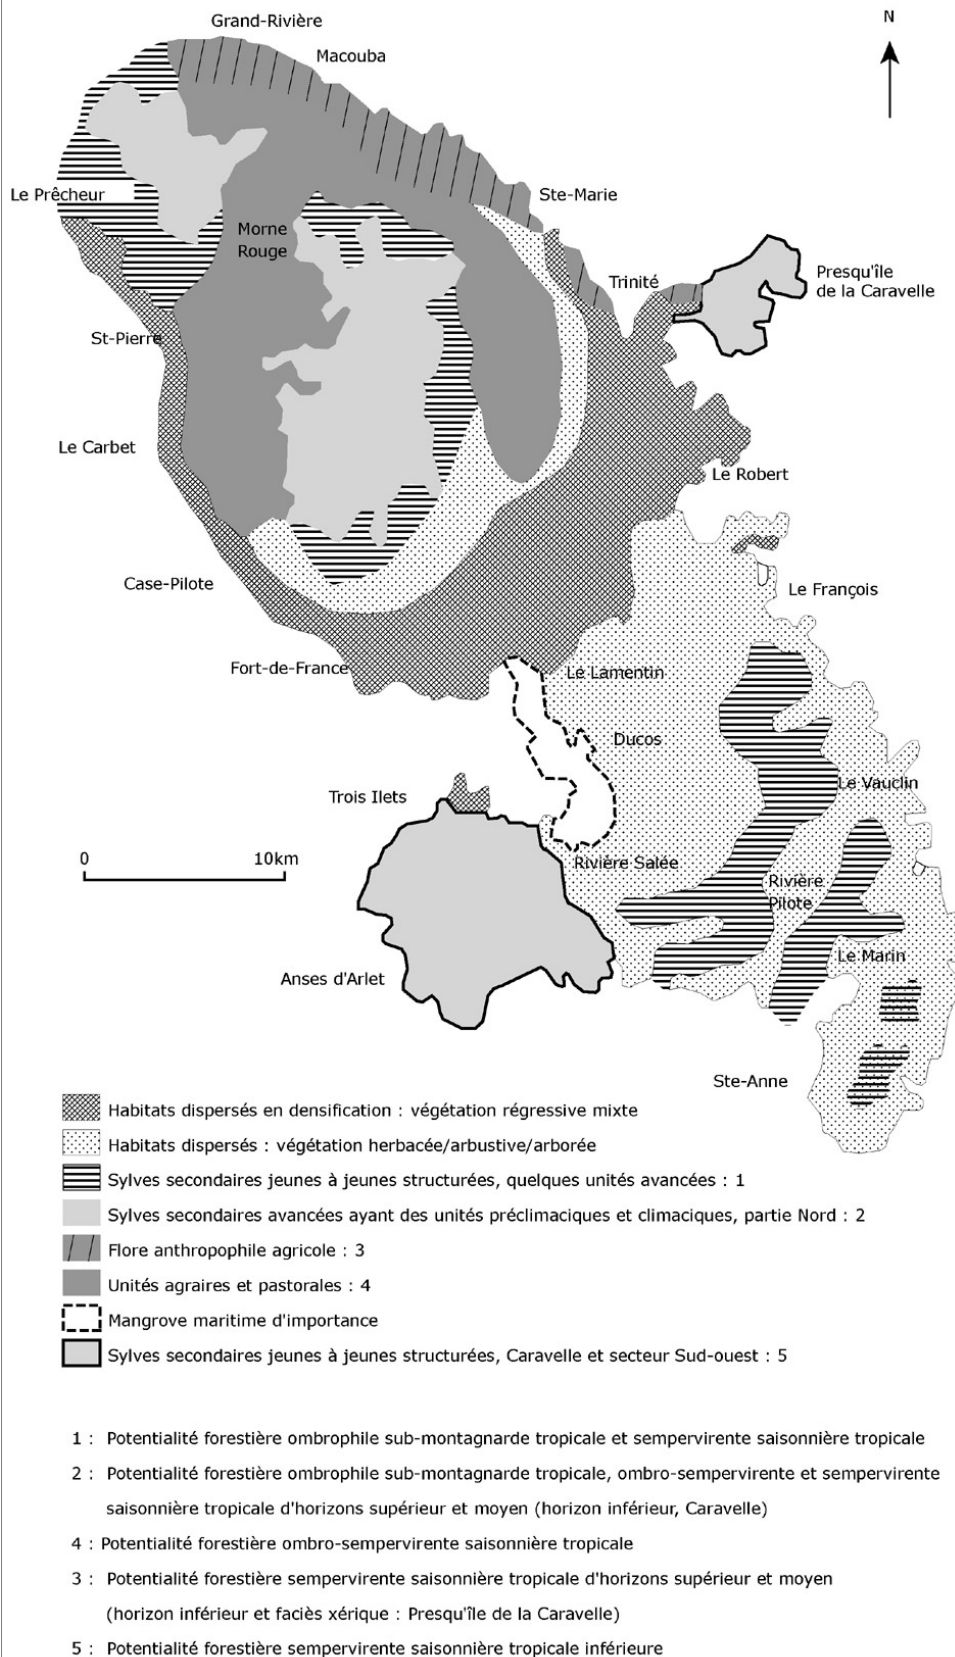 Grand-Rivière
N
Macouba
Le Prêcheur
Ste-Marie
Morne
Rouge
Trinité
Presqu'île
de la Caravelle
St-Pierre
Le Carbet
Le Robert
Case-Pilote
Le François
Fort-de-France
Le Lamentin
Ducos
Le Vauclin
Trois Ilets
0
10km
Rivière Salée
Rivière
Pilote
Le Marin
Anses d'Arlet
Ste-Anne
Habitats dispersés en densification : végétation régressive mixte
Habitats dispersés : végétation herbacée/arbustive/arborée
Sylves secondaires jeunes à jeunes structurées, quelques unités avancées : 1
Sylves secondaires avancées ayant des unités préclimaciques et climaciques, partie Nord : 2
Flore anthropophile agricole : 3
Unités agraires et pastorales : 4
Mangrove maritime d'importance
Sylves secondaires jeunes à jeunes structurées, Caravelle et secteur Sud-ouest : 5
1 : Potentialité forestière ombrophile sub-montagnarde tropicale et sempervirente saisonnière tropicale
2 : Potentialité forestière ombrophile sub-montagnarde tropicale, ombro-sempervirente et sempervirente
saisonnière tropicale d'horizons supérieur et moyen (horizon inférieur, Caravelle)
4 : Potentialité forestière ombro-sempervirente saisonnière tropicale
3 : Potentialité forestière sempervirente saisonnière tropicale d'horizons supérieur et moyen
(horizon inférieur et faciès xérique : Presqu'île de la Caravelle)
5 : Potentialité forestière sempervirente saisonnière tropicale inférieure